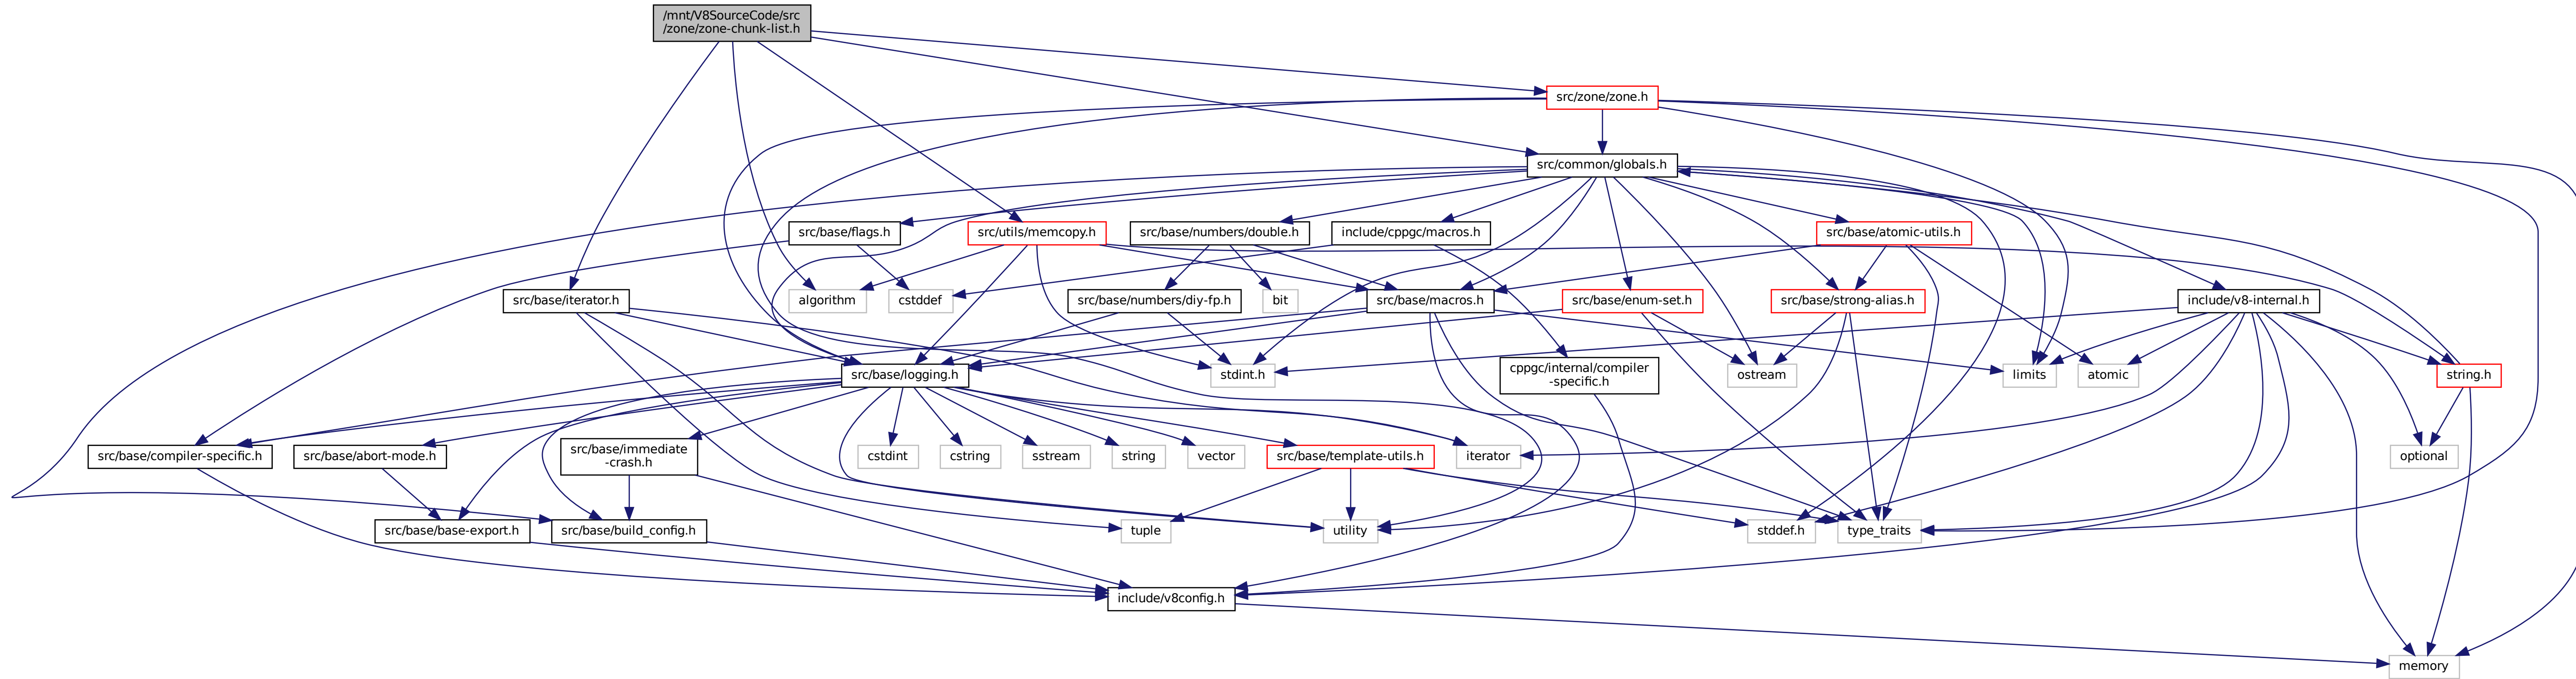 /mnt/V8SourceCode/src
/zone/zone-chunk-list.h
src/zone/zone.h
src/common/globals.h
src/base/flags.h
src/utils/memcopy.h
src/base/numbers/double.h
include/cppgc/macros.h
src/base/atomic-utils.h
src/base/iterator.h
algorithm
cstddef
src/base/numbers/diy-fp.h
bit
src/base/macros.h
src/base/enum-set.h
src/base/strong-alias.h
include/v8-internal.h
src/base/logging.h
stdint.h
cppgc/internal/compiler
-specific.h
ostream
limits
atomic
string.h
src/base/compiler-specific.h
src/base/abort-mode.h
src/base/immediate
-crash.h
cstdint
cstring
sstream
string
vector
src/base/template-utils.h
iterator
optional
src/base/base-export.h
src/base/build_config.h
tuple
utility
stddef.h
type_traits
include/v8config.h
memory